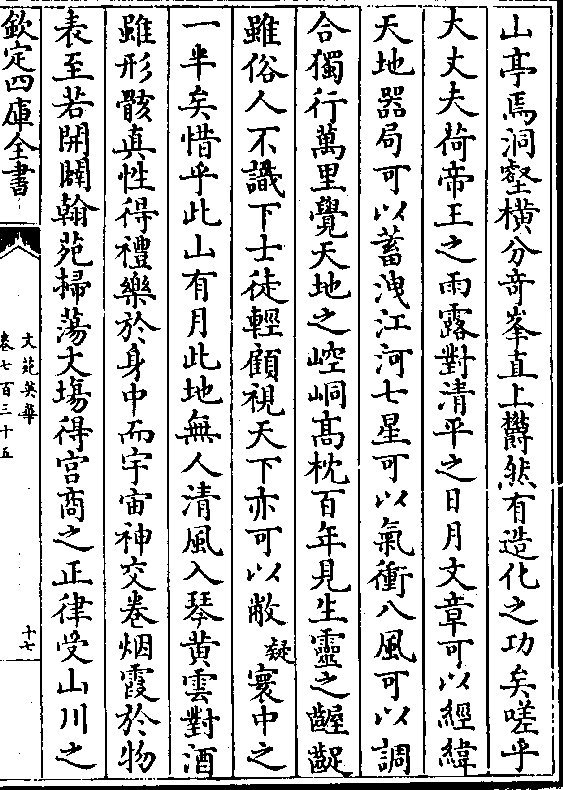 山亭焉洞壑横分竒峯直上欝然有造化之功矣嗟乎
大丈夫荷帝王之雨露對清平之日月文章可以經緯
天地器局可以蓄洩江河七星可以氣衝八風可以調
合獨行萬里覺天地之崆峒髙枕百年見生靈之齷齪
雖俗人不識下士徒輕顧視天下亦可以敝疑寰中之
一半矣惜乎此山有月此地無人清風入琴黄雲對酒
雖形骸真性得禮樂於身中而宇宙神交卷烟霞於物
表至若開闢翰苑掃蕩文場得宫商之正律受山川之
欽定四庫全書
文苑英華
卷七百三十五
十七